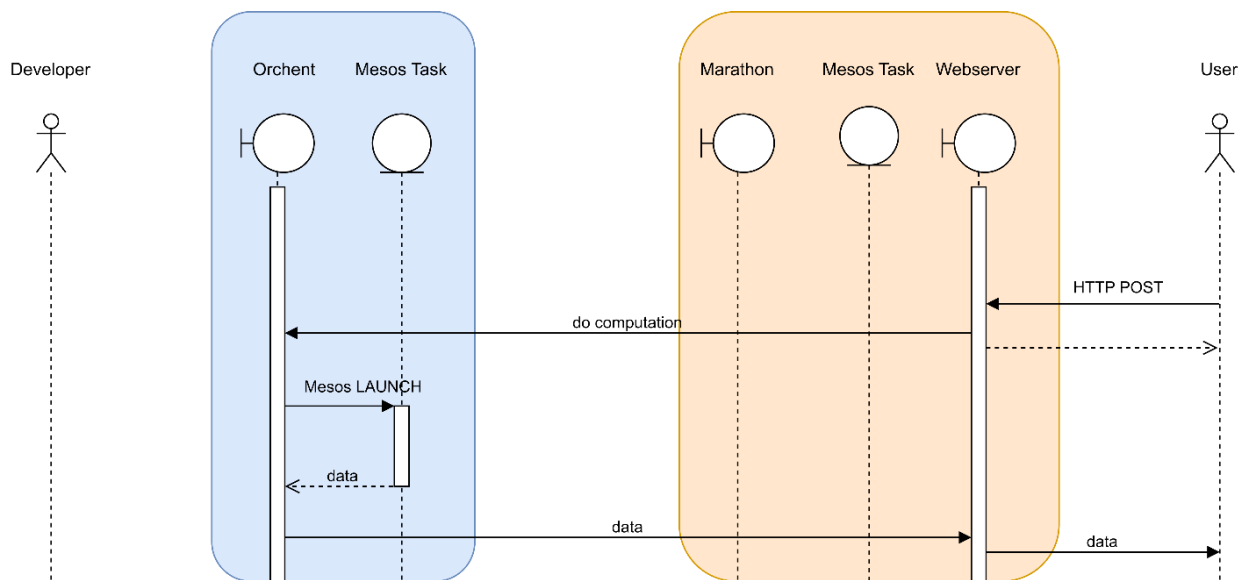 Developer
Orchent
Mesos Task
Marathon
Mesos Task
Webserver
User
HTTP POST
do computation
Mesos LAUNCH
data
data
data